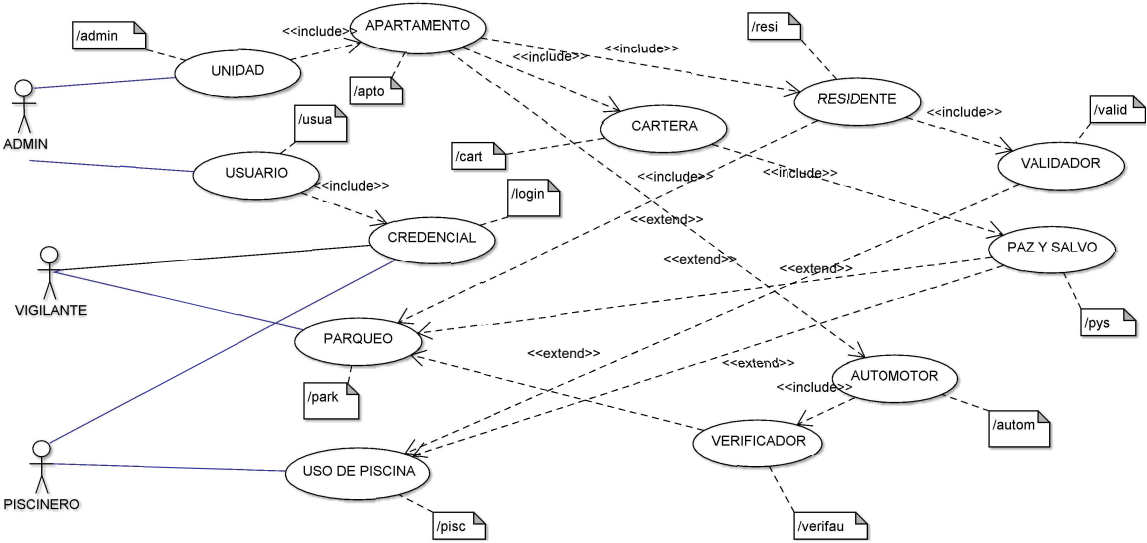 APARTAMENTO
/resi
/admin
<<include>>
<<include>>
<<include>>
UNIDAD
/apto
RESIDENTE
/valid
/usua
CARTERA
<<include>>
ADMIN
/cart
VALIDADOR
USUARIO
<<include>>
<<include>>
<<include>>
/login
<<extend>>
CREDENCIAL
PAZ Y SALVO
<<extend>>
<<extend>>
VIGILANTE
/pys
PARQUEO
<<extend>>
<<extend>>
AUTOMOTOR
<<include>>
/park
/autom
VERIFICADOR
USO DE PISCINA
PISCINERO
/pisc
/verifau